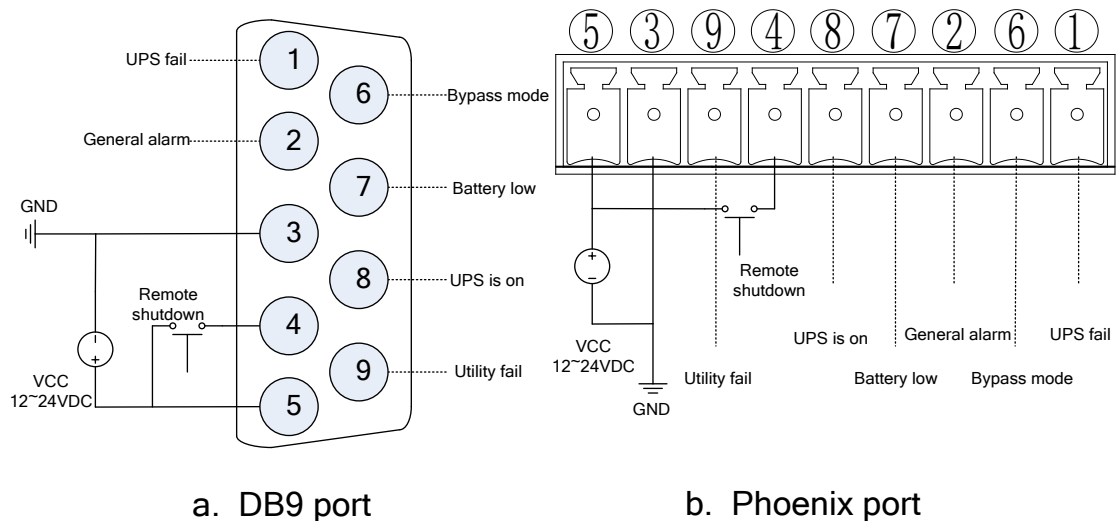 UPS fail
1
6
Bypass mode
General alarm
2
7
Battery low
GND
3
8
UPS is on
Remote
shutdown
4
9
Utility fail
VCC
12~24VDC
5
a. DB9 port
5 3 9 4 8 7 2 6 1
Remote
shutdown
VCC
12~24VDC
GND
Utility fail
UPS is on
Battery low
General alarm
Bypass mode
UPS fail
b. Phoenix port